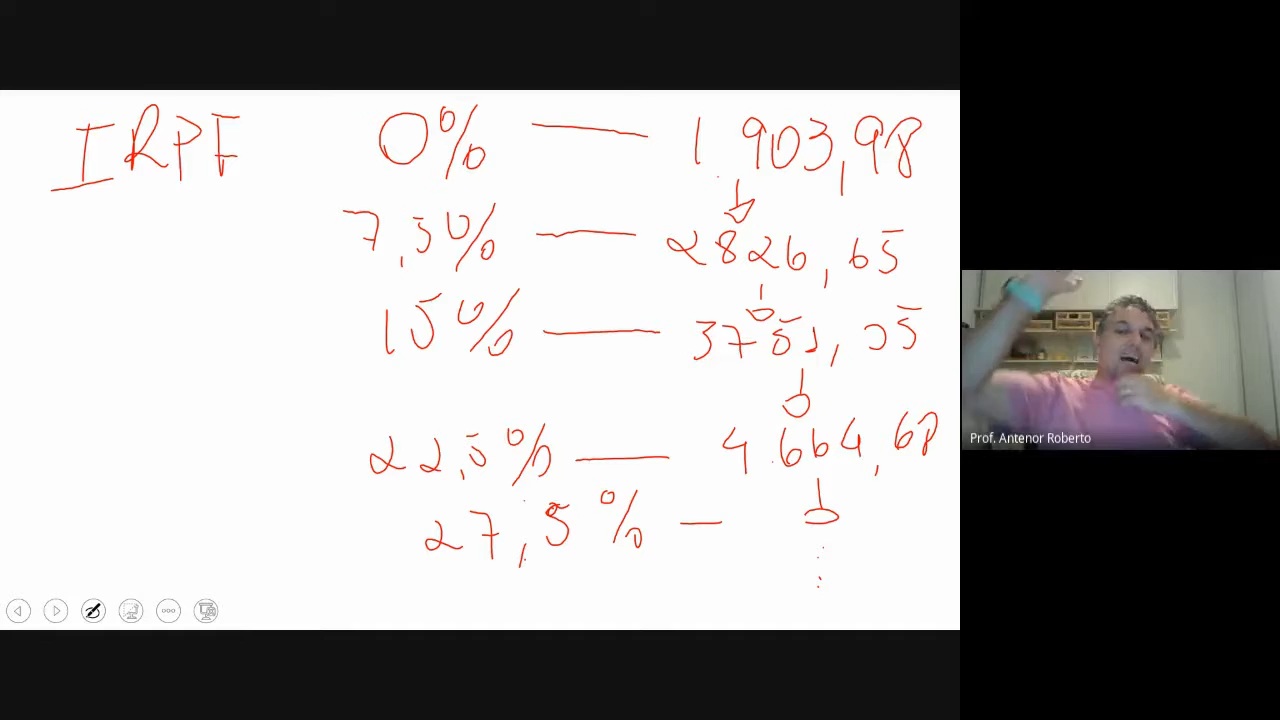 IRPF 0% — 1.903,98
7,5% — 2826,65
15% — 3751,05
22,5% — 4.664,68
27,5% —
Prof. Antenor Roberto